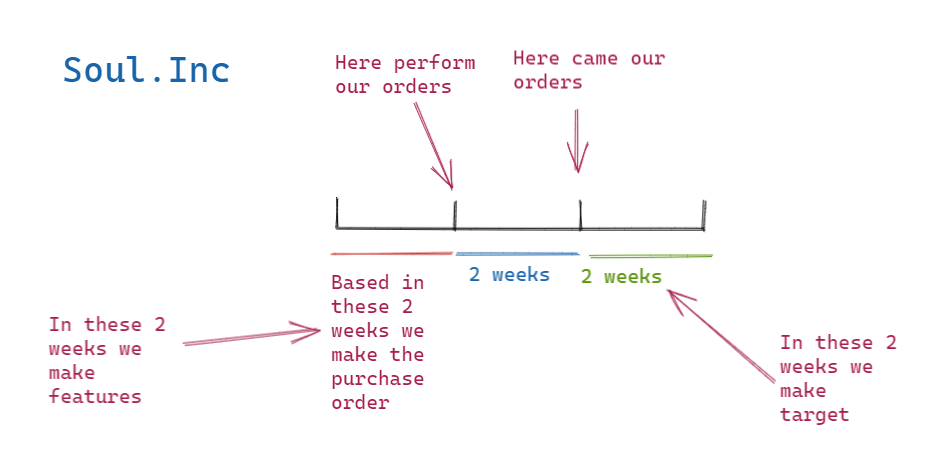 Soul.Inc
Here perform
our orders
Here came our
orders
2 weeks
2 weeks
Based in
these 2
weeks we
make the
purchase
order
In these 2
weeks we
make
features
In these 2
weeks we
make
target